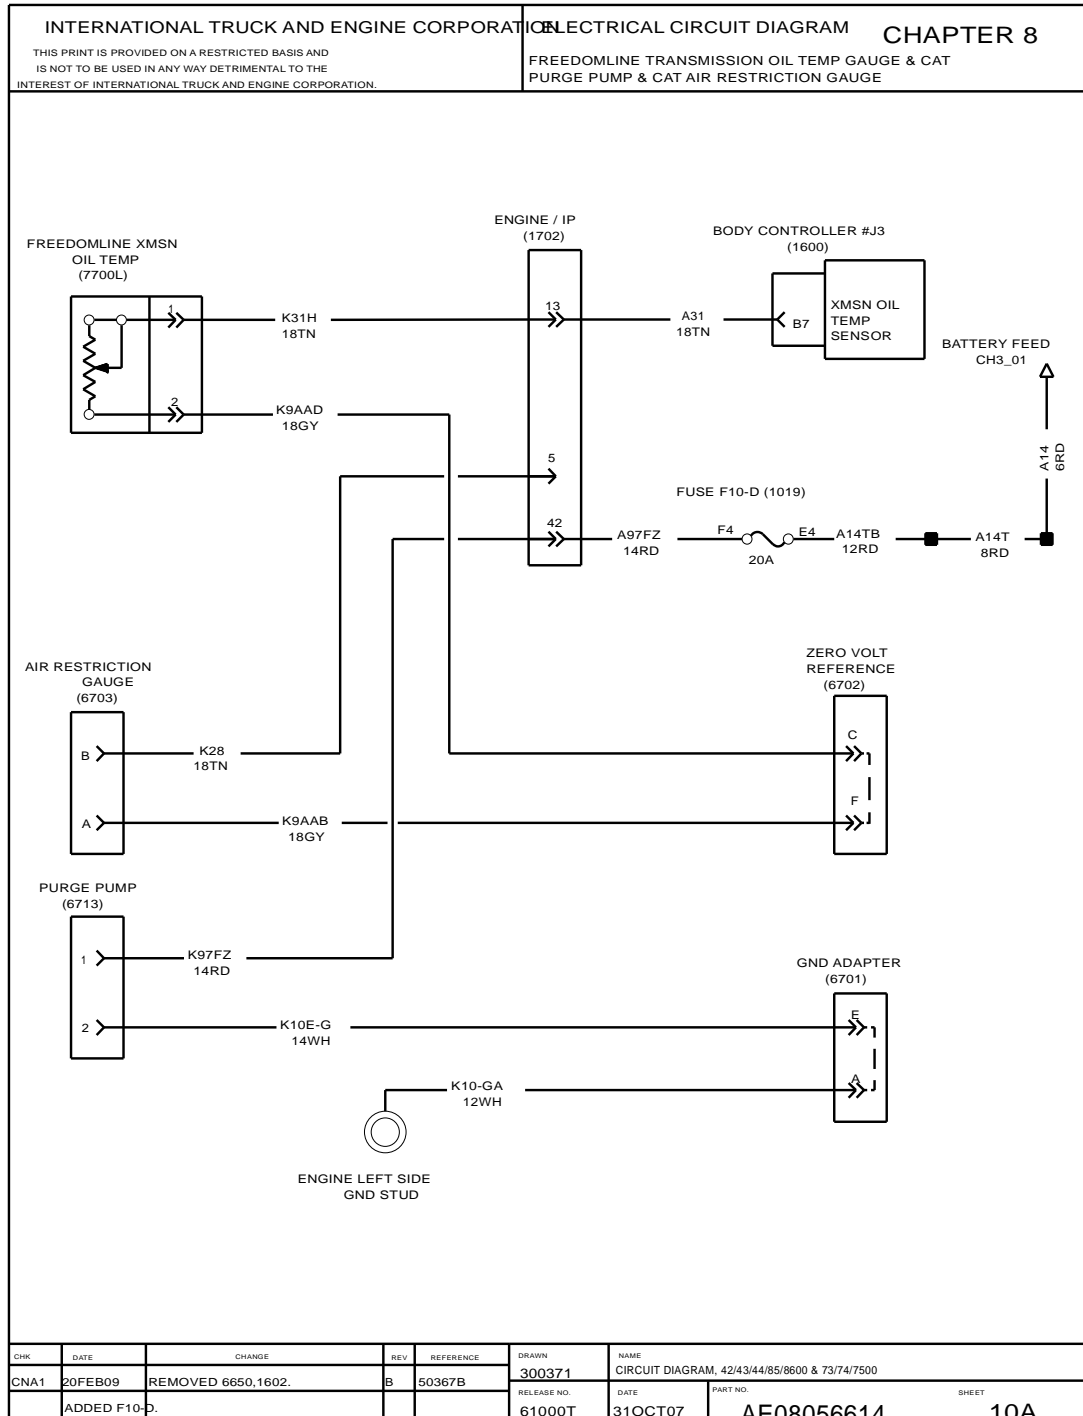 INTERNATIONAL TRUCK AND ENGINE CORPORATION
THIS PRINT IS PROVIDED ON A RESTRICTED BASIS AND
IS NOT TO BE USED IN ANY WAY DETRIMENTAL TO THE
INTEREST OF INTERNATIONAL TRUCK AND ENGINE CORPORATION.
ELECTRICAL CIRCUIT DIAGRAM
CHAPTER 8
FREEDOMLINE TRANSMISSION OIL TEMP GAUGE & CAT
PURGE PUMP & CAT AIR RESTRICTION GAUGE
FREEDOMLINE XMSN
OIL TEMP
(7700L)
1
2
K31H
18TN
K9AAD
18GY
ENGINE / IP
(1702)
13
5
42
A31
18TN
BODY CONTROLLER #J3
(1600)
B7
XMSN OIL
TEMP
SENSOR
BATTERY FEED
CH3_01
A14
6RD
FUSE F10-D (1019)
A97FZ
14RD
F4
E4
20A
A14TB
12RD
A14T
8RD
AIR RESTRICTION
GAUGE
(6703)
B
A
K28
18TN
K9AAB
18GY
ZERO VOLT
REFERENCE
(6702)
C
F
PURGE PUMP
(6713)
1
2
K97FZ
14RD
K10E-G
14WH
GND ADAPTER
(6701)
E
A
K10-GA
12WH
ENGINE LEFT SIDE
GND STUD
CHK
DATE
CHANGE
REV
REFERENCE
CNA1
20FEB09
REMOVED 6650,1602.
B
50367B
ADDED F10-D.
DRAWN
300371
NAME
CIRCUIT DIAGRAM, 42/43/44/85/8600 & 73/74/7500
RELEASE NO.
61000T
DATE
31OCT07
PART NO.
AE08056614
SHEET
10A